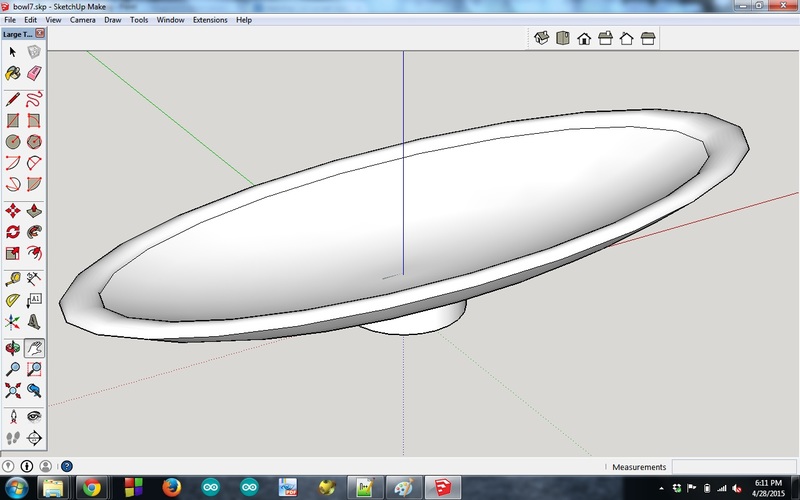 bowl7.skp - SketchUp Make
File Edit View Camera Draw Tools Window Extensions Help
Large T...
A1
Measurements
6:11 PM
4/28/2015